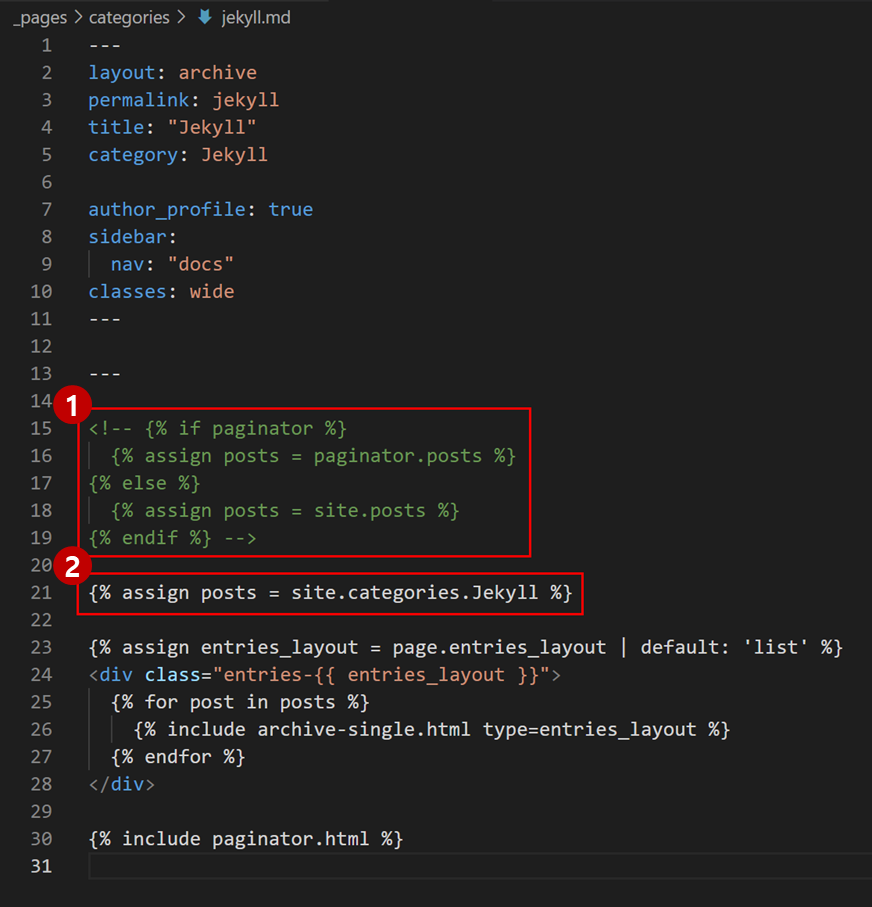 _pages > categories > jekyll.md
1 ---
2 layout: archive
3 permalink: jekyll
4 title: "Jekyll"
5 category: Jekyll
6
7 author_profile: true
8 sidebar:
9   nav: "docs"
10 classes: wide
11 ---
12
13 ---
14
1
15 <!-- {% if paginator %}
16   {% assign posts = paginator.posts %}
17 {% else %}
18   {% assign posts = site.posts %}
19 {% endif %} -->
20
2
21 {% assign posts = site.categories.Jekyll %}
22
23 {% assign entries_layout = page.entries_layout | default: 'list' %}
24 <div class="entries-{{ entries_layout }}">
25   {% for post in posts %}
26     {% include archive-single.html type=entries_layout %}
27   {% endfor %}
28 </div>
29
30 {% include paginator.html %}
31